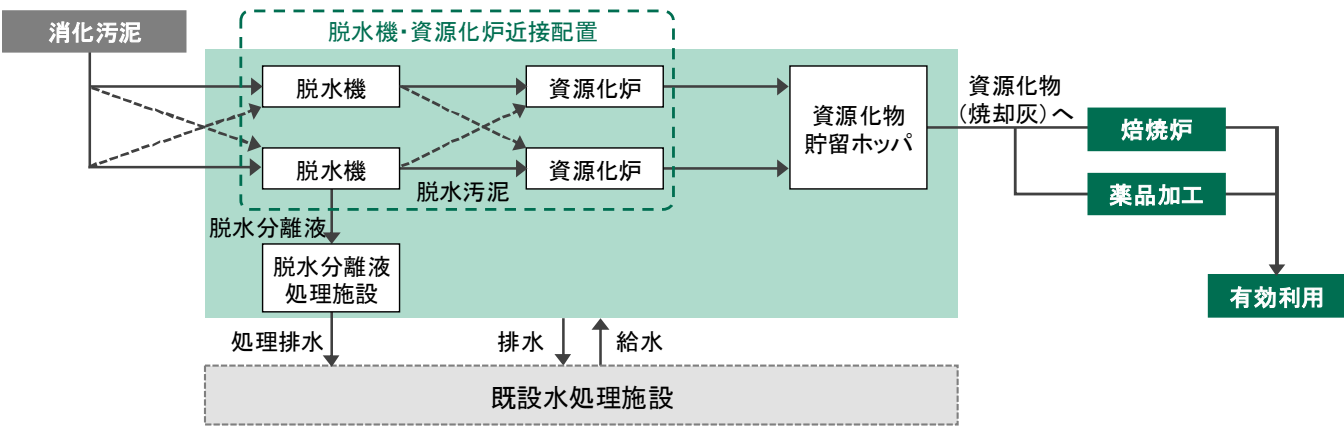 消化汚泥
脱水機・資源化炉近接配置
脱水機
資源化炉
脱水機
資源化炉
脱水汚泥
資源化物
貯留ホッパ
資源化物
(焼却灰)へ
焙焼炉
薬品加工
有効利用
脱水分離液
脱水分離液
処理施設
処理排水
排水
給水
既設水処理施設